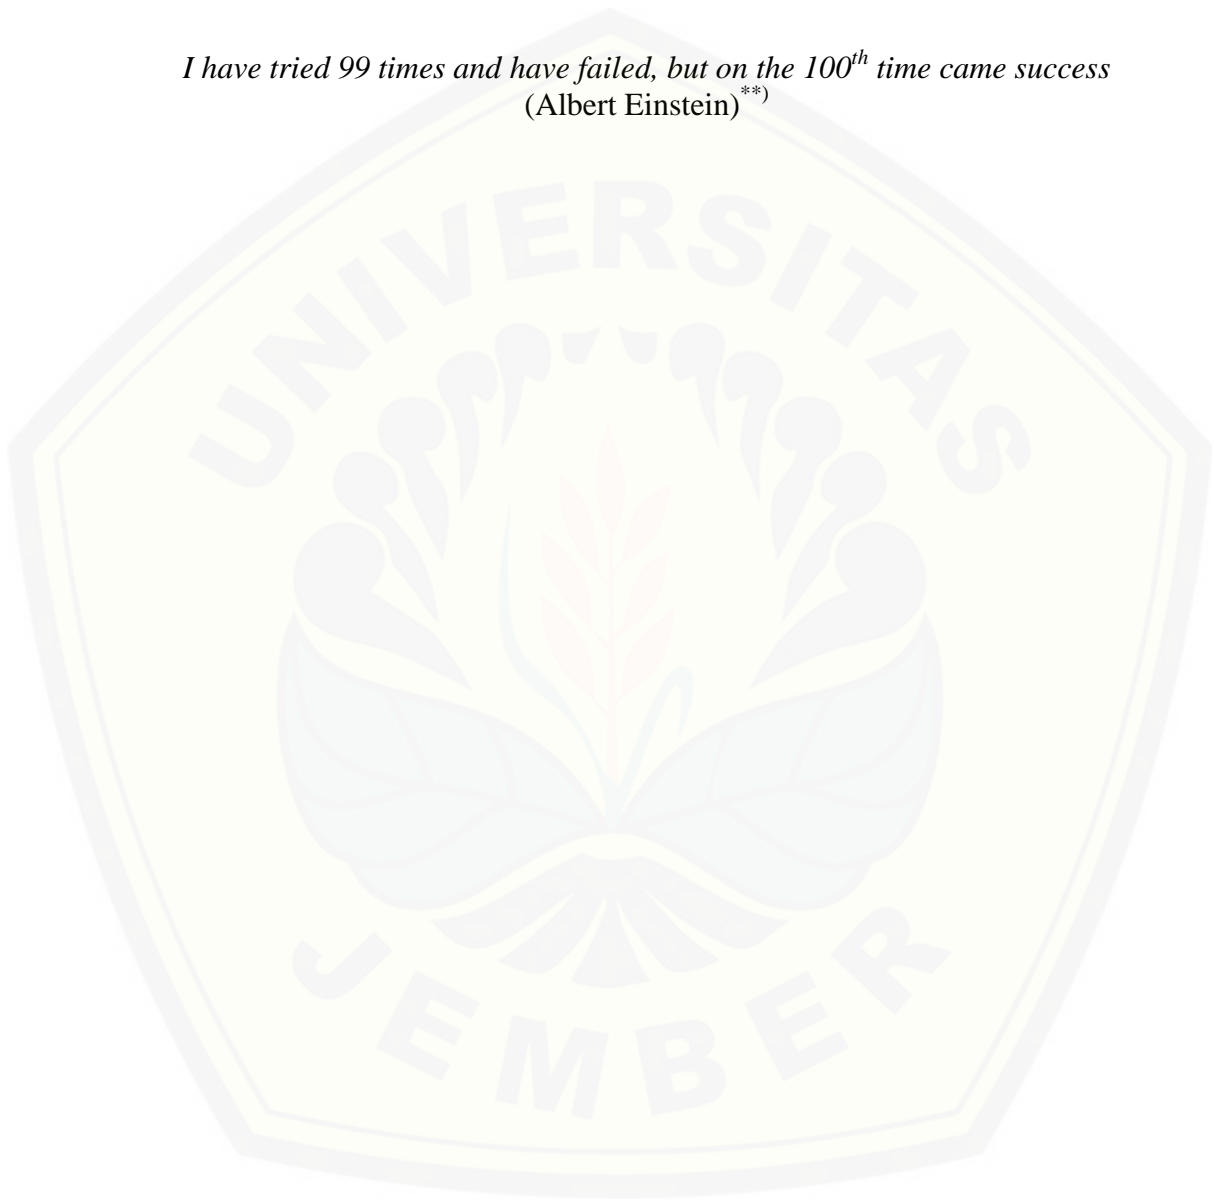 I have tried 99 times and have failed, but on the 100th time came success
(Albert Einstein)**)
UNIVERSITAS
JEMBER